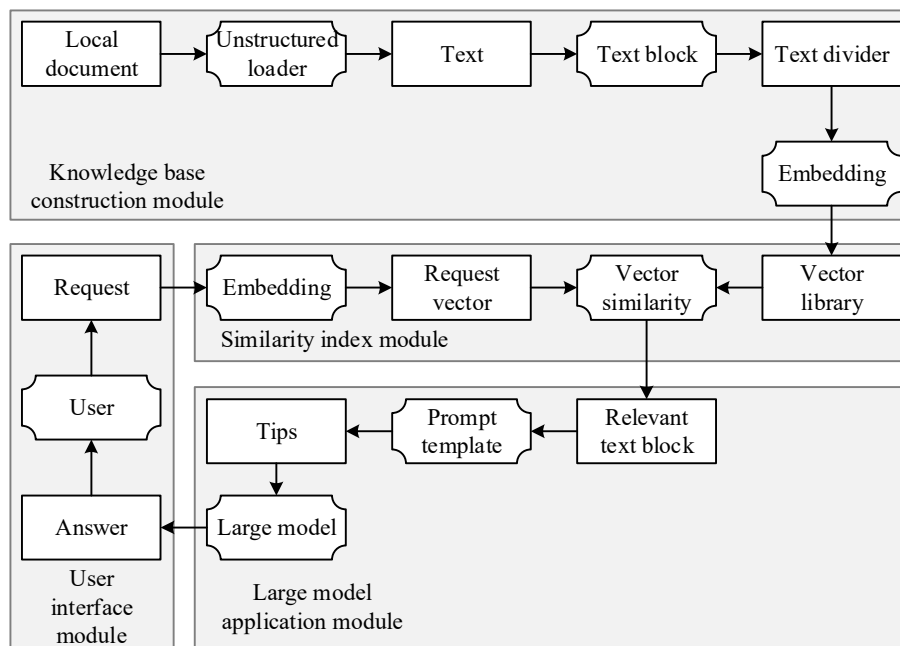 Local
document
Unstructured
loader
Text
Text block
Text divider
Embedding
Knowledge base
construction module
Request
Embedding
Request
vector
Vector
similarity
Vector
library
Similarity index module
User
Tips
Prompt
template
Relevant
text block
Answer
Large model
User
interface
module
Large model
application module